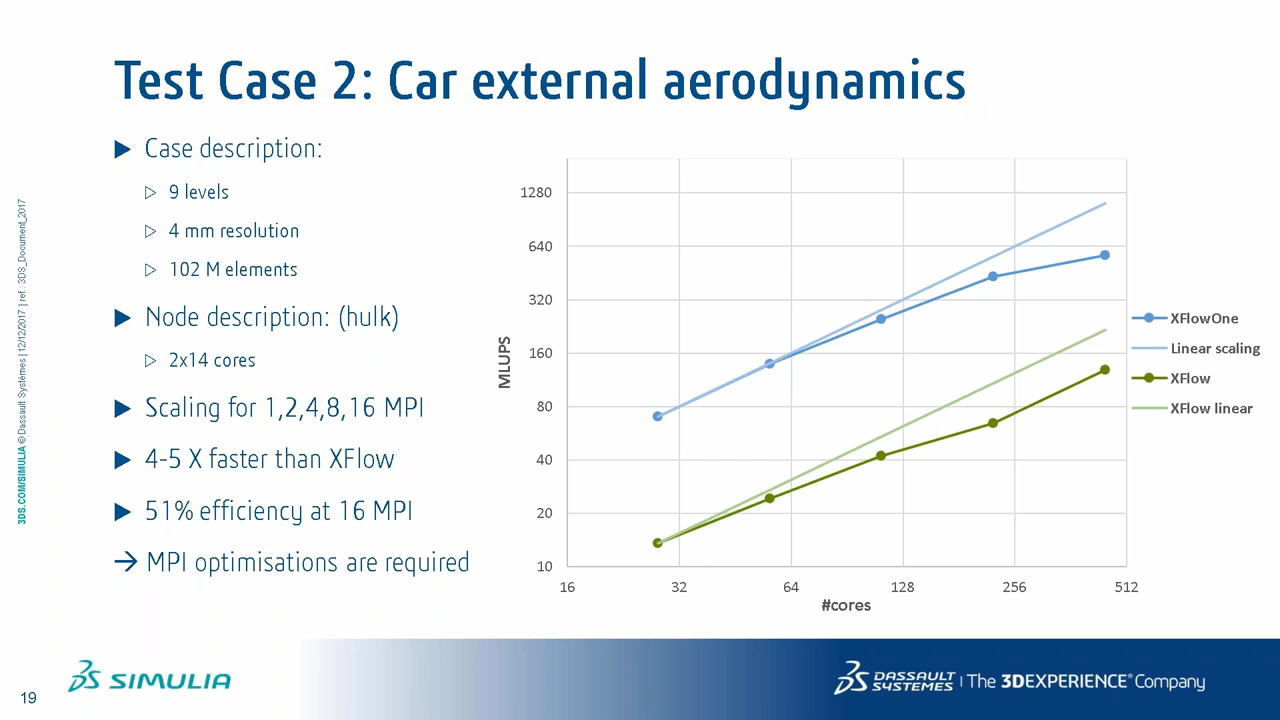 Test Case 2: Car external aerodynamics
▶ Case description:
▷ 9 levels
▷ 4 mm resolution
▷ 102 M elements
▶ Node description: (hulk)
▷ 2x14 cores
▶ Scaling for 1,2,4,8,16 MPI
▶ 4-5 X faster than XFlow
▶ 51% efficiency at 16 MPI
→ MPI optimisations are required
MLUPS
1280
640
320
160
80
40
20
10
16
32
64
128
256
512
#cores
XFlowOne
Linear scaling
XFlow
XFlow linear
3DS.COM/SIMULIA © Dassault Systèmes | 12/12/2017 | ref.: 3DS_Document_2017
19
3DS SIMULIA
3DS DASSAULT SYSTEMES | The 3DEXPERIENCE® Company